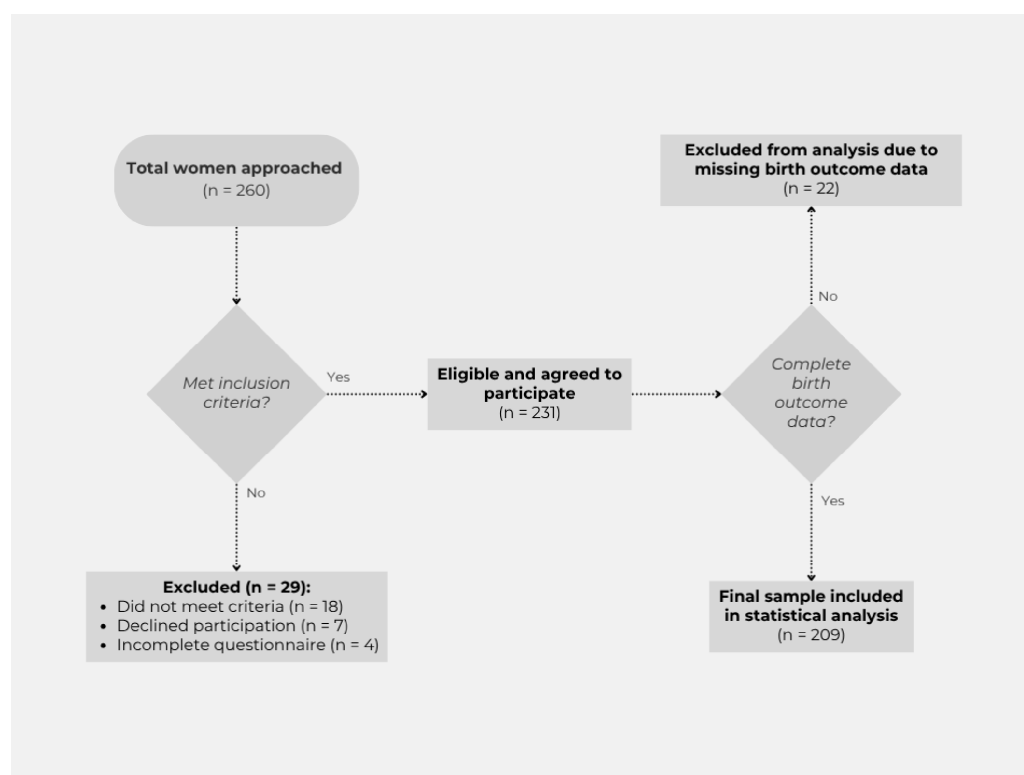 Total women approached
(n = 260)
Met inclusion
criteria?
Yes
No
Excluded (n = 29):
• Did not meet criteria (n = 18)
• Declined participation (n = 7)
• Incomplete questionnaire (n = 4)
Eligible and agreed to
participate
(n = 231)
Complete
birth
outcome
data?
No
Excluded from analysis due to
missing birth outcome data
(n = 22)
Yes
Final sample included
in statistical analysis
(n = 209)